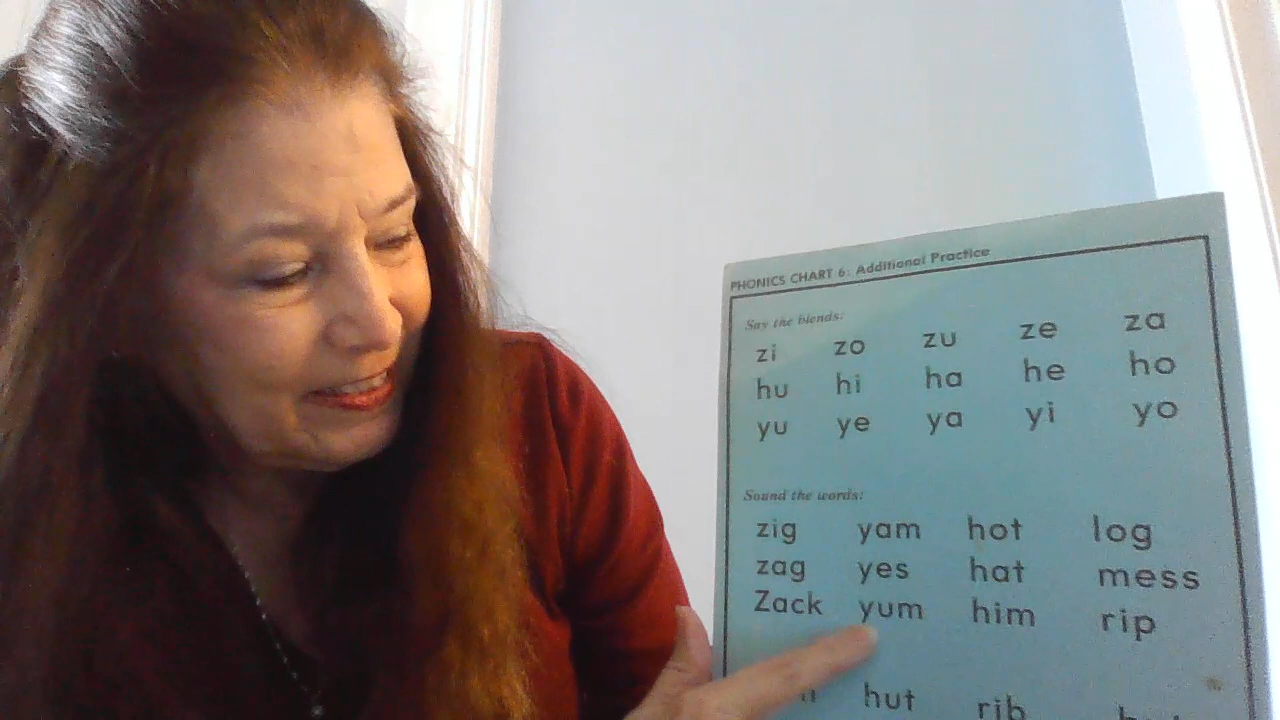 PHONICS CHART 6: Additional Practice
Say the blends:
zi zo zu ze za
hu hi ha he ho
yu ye ya yi yo
Sound the words:
zig yam hot log
zag yes hat mess
Zack yum him rip
hut rib